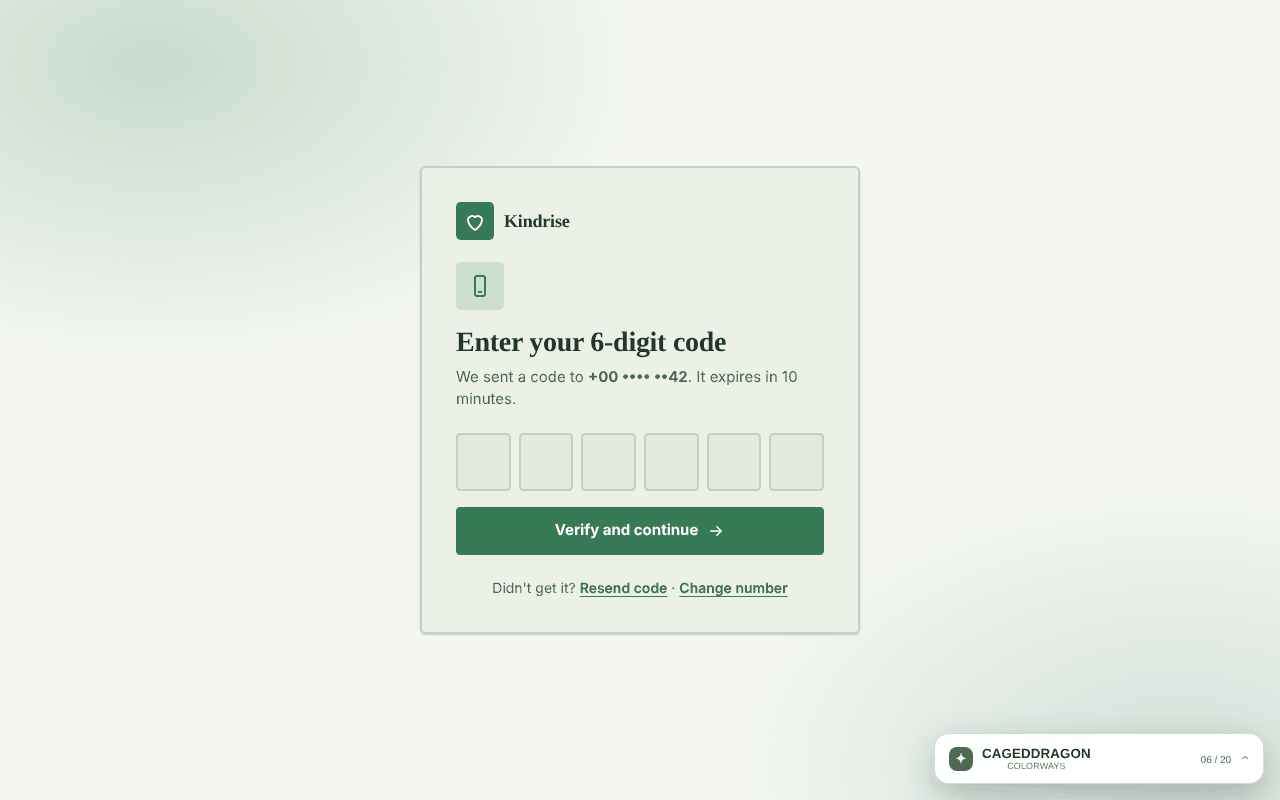 Kindrise
Enter your 6-digit code
We sent a code to +00 •••• ••42. It expires in 10
minutes.
Verify and continue →
Didn't get it? Resend code · Change number
CAGEDDRAGON
COLORWAYS
06 / 20